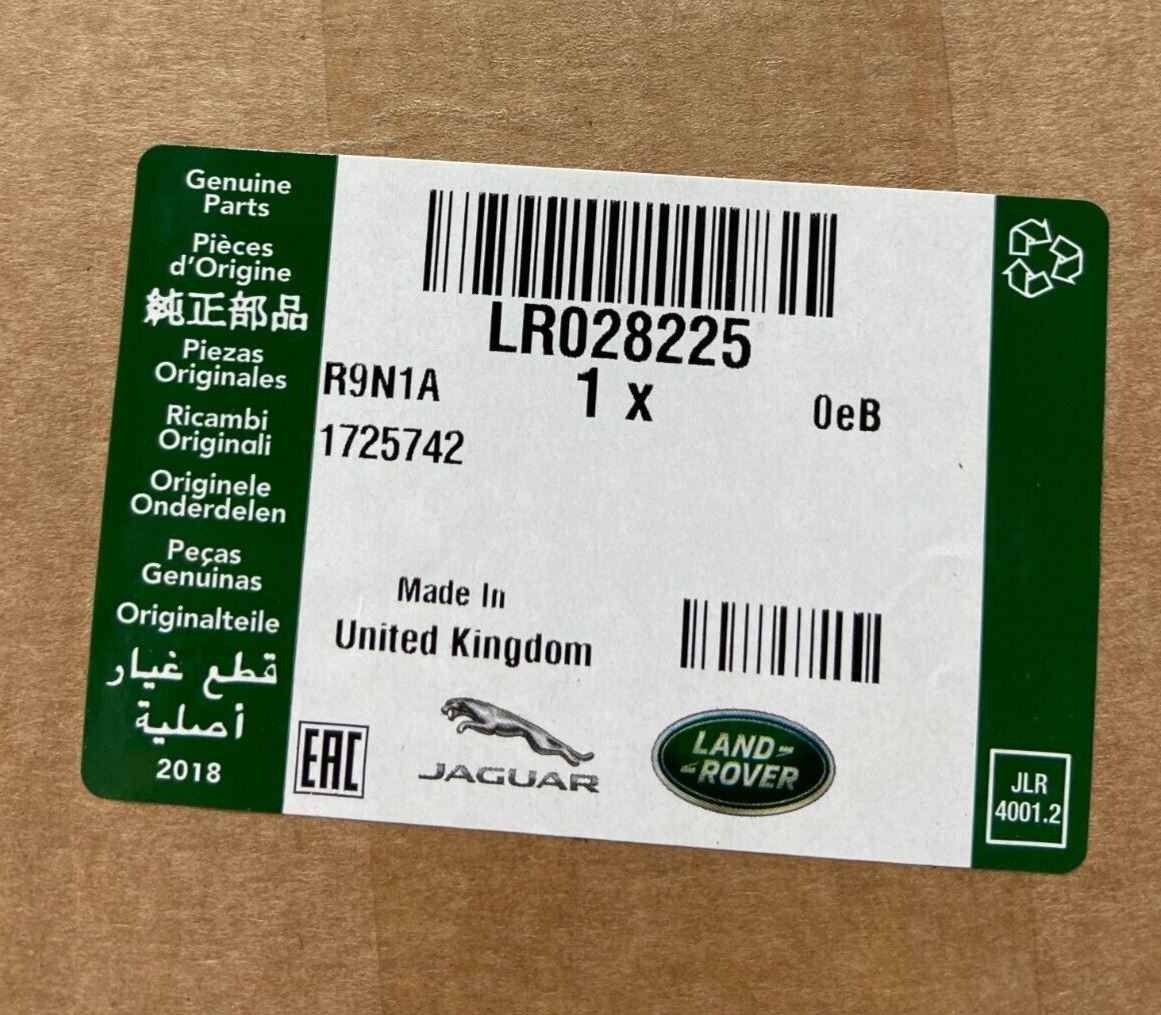 Genuine
Parts
Pièces
d'Origine
純正部品
Piezas
Originales
Ricambi
Originali
Originele
Onderdelen
Peças
Genuinas
Originalteile
قطع غيار
أصلية
2018
LR028225
R9N1A
1 x
0eB
1725742
Made In
United Kingdom
EAC
JAGUAR
LAND-
-ROVER
JLR
4001.2